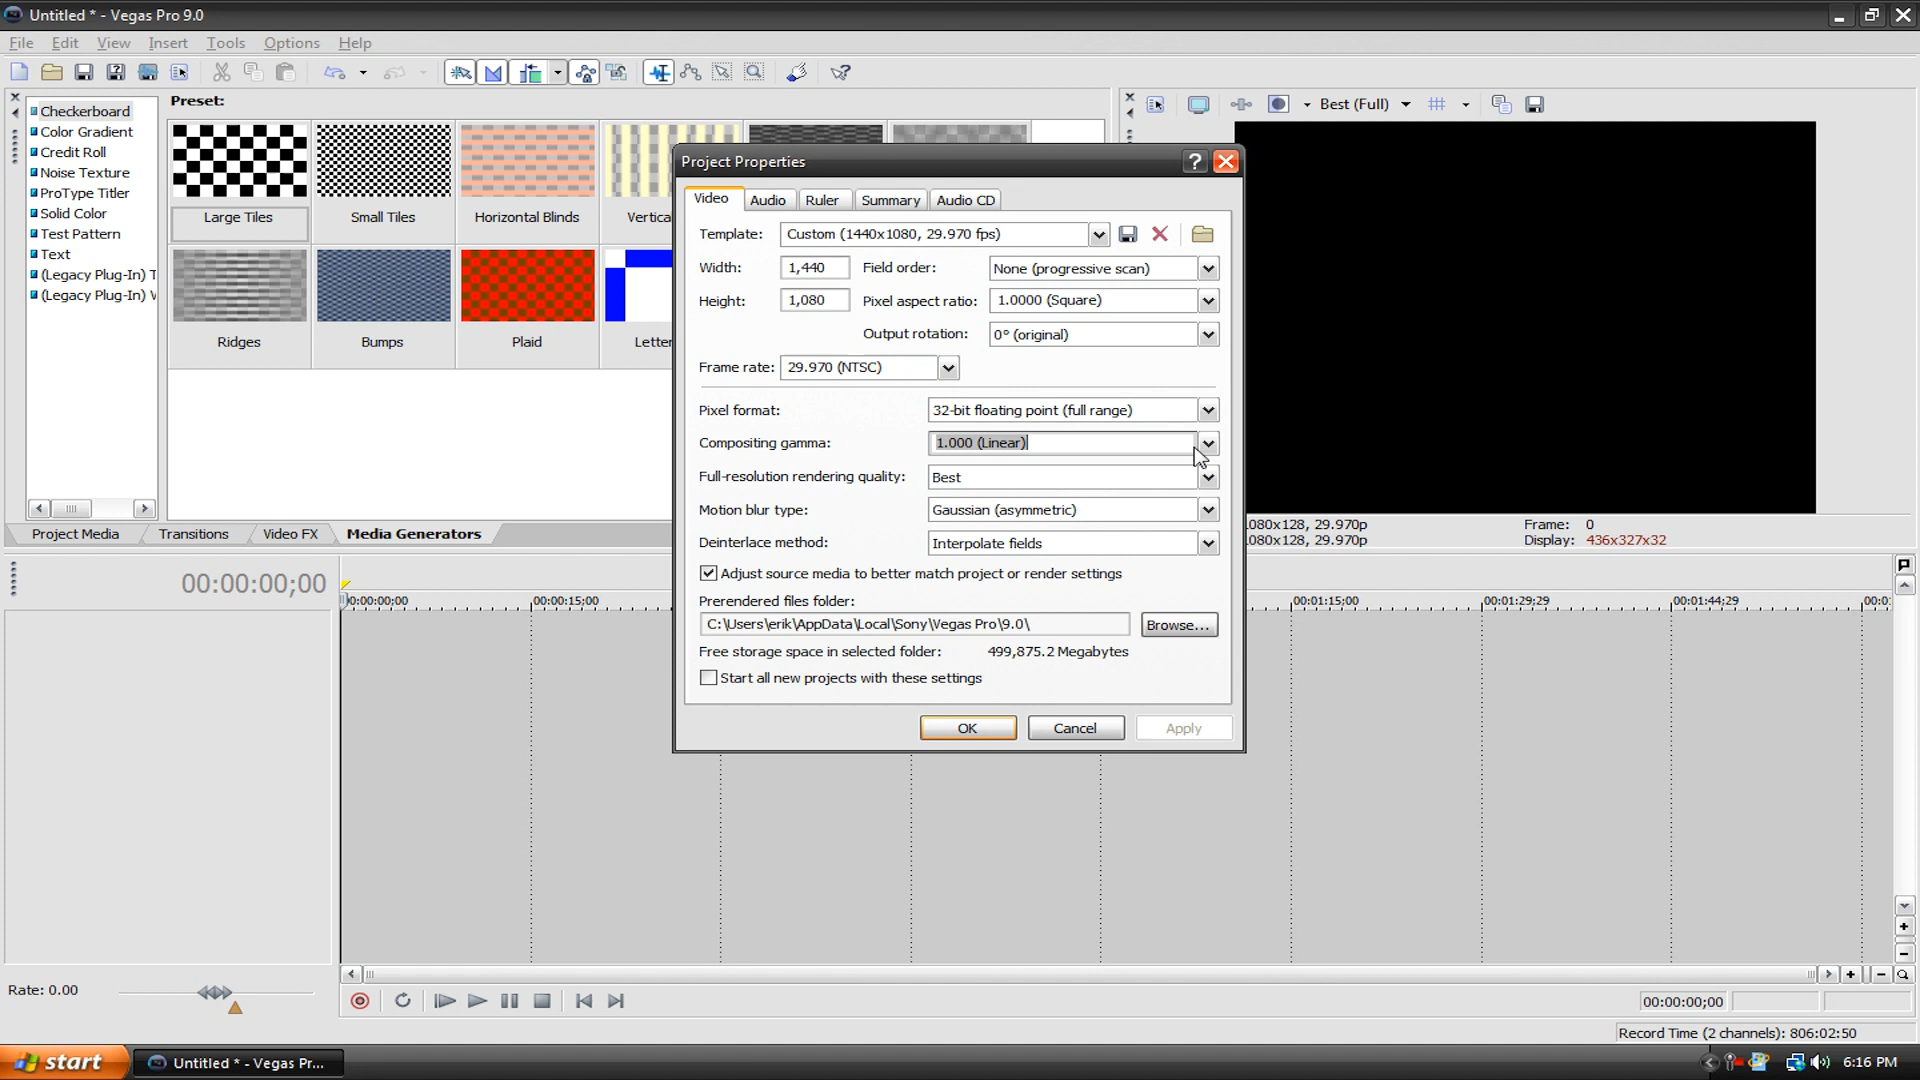 Untitled * - Vegas Pro 9.0
File Edit View Insert Tools Options Help
Checkerboard
Color Gradient
Credit Roll
Noise Texture
ProType Titler
Solid Color
Test Pattern
Text
(Legacy Plug-In) T
(Legacy Plug-In)
Preset:
Large Tiles Small Tiles Horizontal Blinds Vertica
Ridges Bumps Plaid Letter
Best (Full)
Project Properties
Video Audio Ruler Summary Audio CD
Template: Custom (1440x1080, 29.970 fps)
Width: 1,440 Field order: None (progressive scan)
Height: 1,080 Pixel aspect ratio: 1.0000 (Square)
Output rotation: 0° (original)
Frame rate: 29.970 (NTSC)
Pixel format: 32-bit floating point (full range)
Compositing gamma: 1.000 (Linear)
Full-resolution rendering quality: Best
Motion blur type: Gaussian (asymmetric)
Deinterlace method: Interpolate fields
Adjust source media to better match project or render settings
Prerendered files folder:
C:\Users\erik\AppData\Local\Sony\Vegas Pro\9.0\ Browse...
Free storage space in selected folder: 499,875.2 Megabytes
Start all new projects with these settings
OK Cancel Apply
080x128, 29.970p Frame: 0
080x128, 29.970p Display: 436x327x32
Project Media Transitions Video FX Media Generators
00:00:00;00
0:00:00;00 00:00:15;00 00:01:15;00 00:01:29;29 00:01:44;29 00:01:
Rate: 0.00
00:00:00;00
Record Time (2 channels): 806:02:50
start Untitled * - Vegas Pr... 6:16 PM